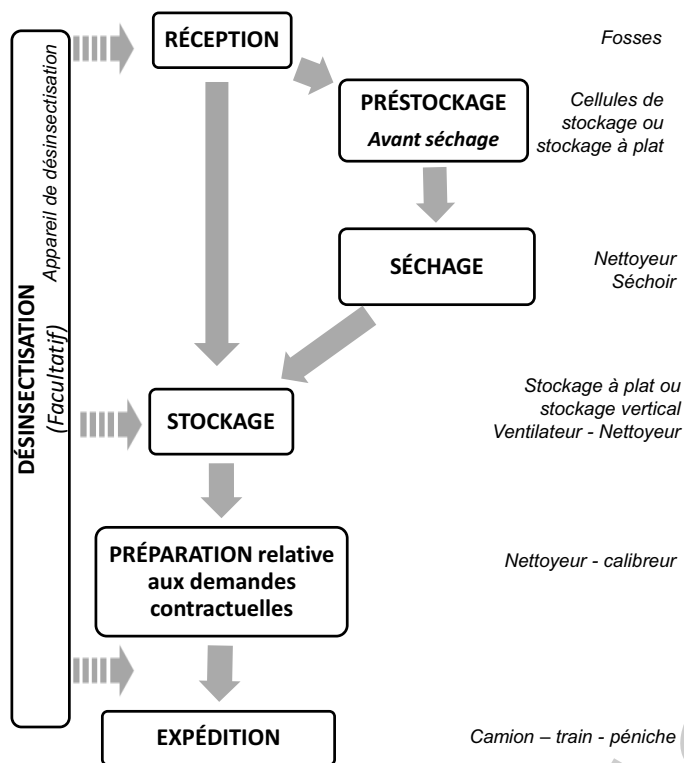 RÉCEPTION
Fosses
PRÉSTOCKAGE
Avant séchage
Cellules de
stockage ou
stockage à plat
SÉCHAGE
Nettoyeur
Séchoir
STOCKAGE
Stockage à plat ou
stockage vertical
Ventilateur - Nettoyeur
PRÉPARATION relative
aux demandes
contractuelles
Nettoyeur - calibreur
EXPÉDITION
Camion – train - péniche
DÉSINSECTISATION
(Facultatif)
Appareil de désinsectisation